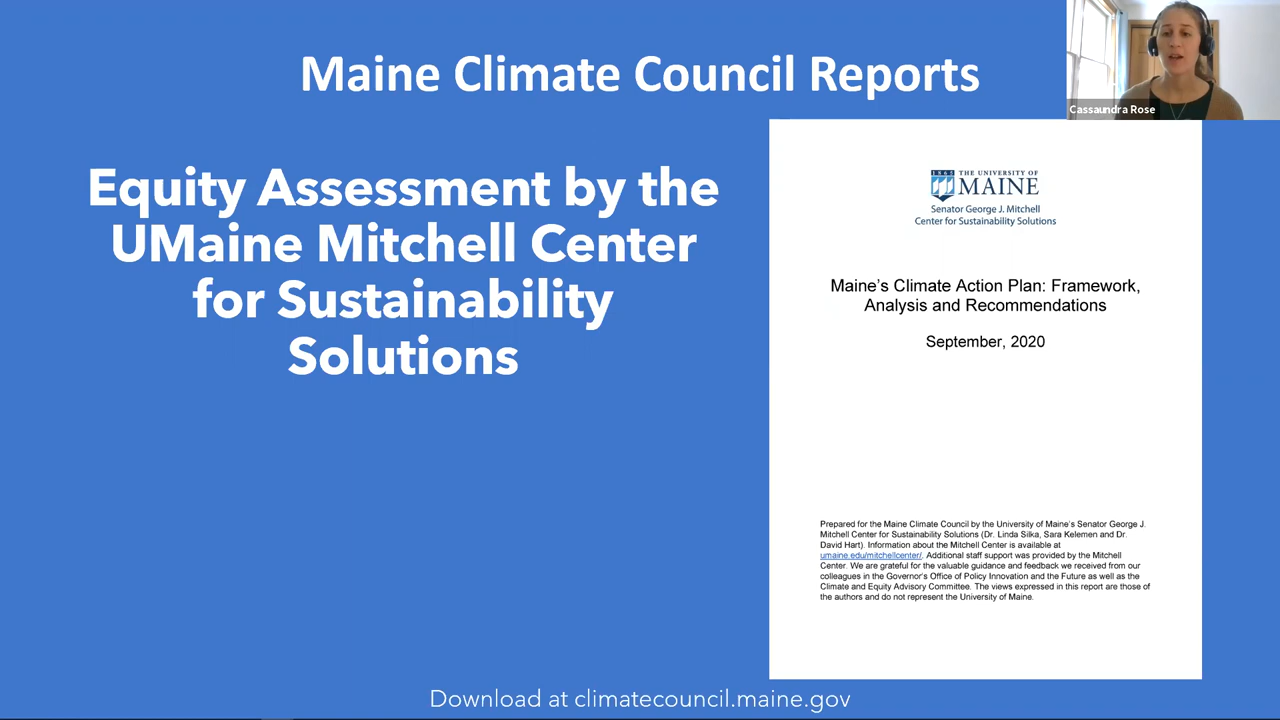 Maine Climate Council Reports
Cassaundra Rose
Equity Assessment by the
UMaine Mitchell Center
for Sustainability
Solutions
1865 THE UNIVERSITY OF
MAINE
Senator George J. Mitchell
Center for Sustainability Solutions
Maine's Climate Action Plan: Framework,
Analysis and Recommendations
September, 2020
Prepared for the Maine Climate Council by the University of Maine's Senator George J.
Mitchell Center for Sustainability Solutions (Dr. Linda Silka, Sara Kelemen and Dr.
David Hart). Information about the Mitchell Center is available at
umaine.edu/mitchellcenter/. Additional staff support was provided by the Mitchell
Center. We are grateful for the valuable guidance and feedback we received from our
colleagues in the Governor's Office of Policy Innovation and the Future as well as the
Climate and Equity Advisory Committee. The views expressed in this report are those of
the authors and do not represent the University of Maine.
Download at climatecouncil.maine.gov